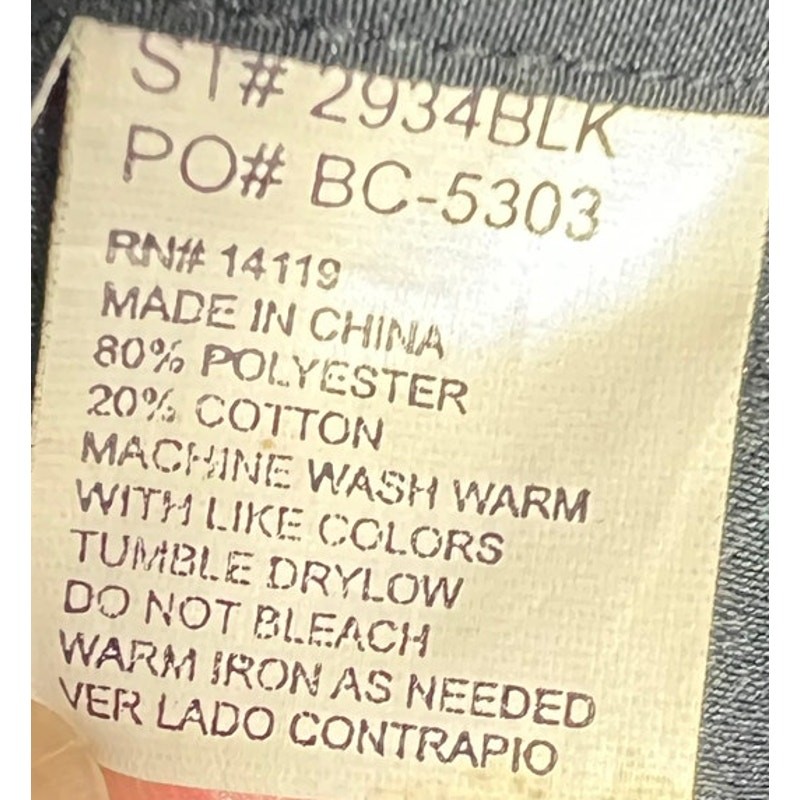 ST# 2934BLK
PO# BC-5303
RN# 14119
MADE IN CHINA
80% POLYESTER
20% COTTON
MACHINE WASH WARM
WITH LIKE COLORS
TUMBLE DRYLOW
DO NOT BLEACH
WARM IRON AS NEEDED
VER LADO CONTRAPIO